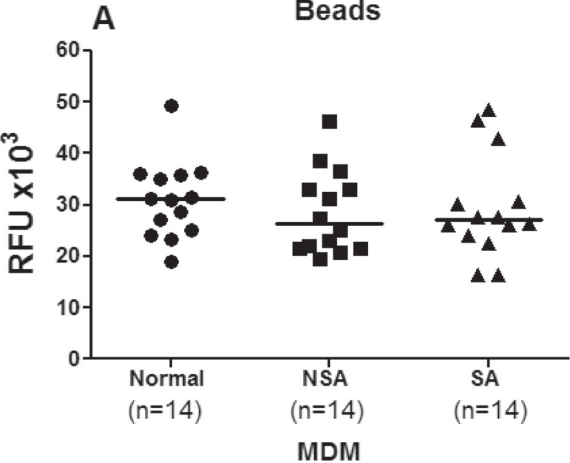 A
Beads
60
50
40
30
20
10
0
RFU x10³
Normal
NSA
SA
(n=14)
(n=14)
(n=14)
MDM